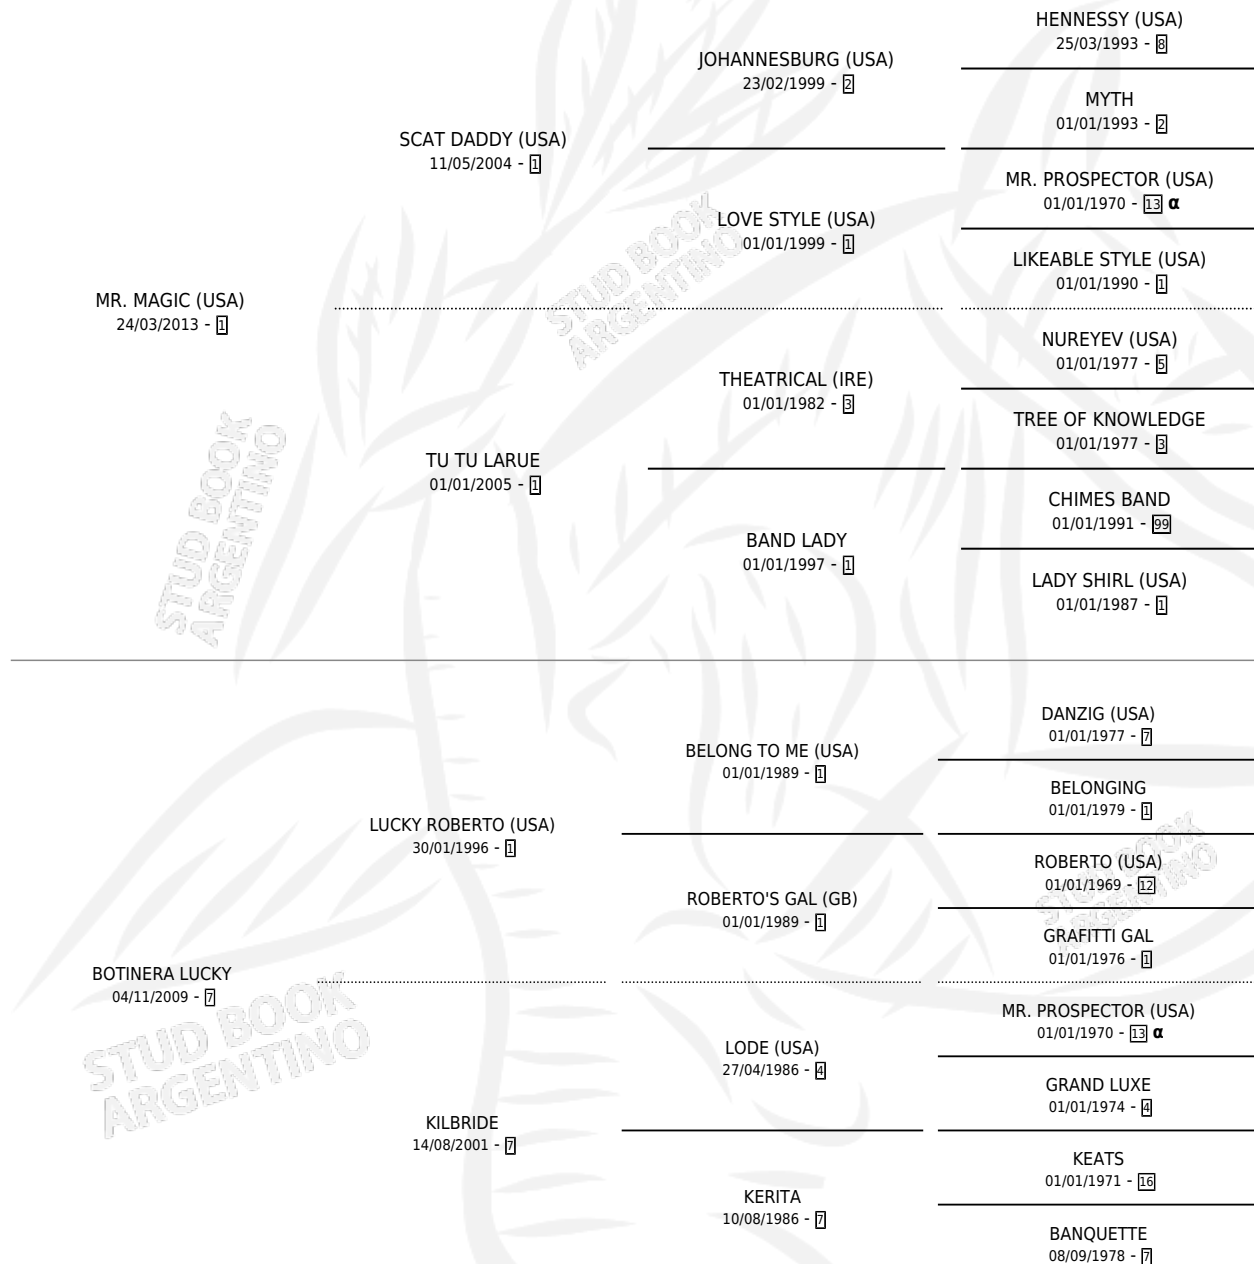 HENNESSY (USA)
25/03/1993 - 8
JOHANNESBURG (USA)
23/02/1999 - 2
MYTH
01/01/1993 - 2
SCAT DADDY (USA)
11/05/2004 - 1
MR. PROSPECTOR (USA)
01/01/1970 - 13 α
LOVE STYLE (USA)
01/01/1999 - 1
LIKEABLE STYLE (USA)
01/01/1990 - 1
MR. MAGIC (USA)
24/03/2013 - 1
NUREYEV (USA)
01/01/1977 - 5
THEATRICAL (IRE)
01/01/1982 - 3
TREE OF KNOWLEDGE
01/01/1977 - 3
TU TU LARUE
01/01/2005 - 1
CHIMES BAND
01/01/1991 - 99
BAND LADY
01/01/1997 - 1
LADY SHIRL (USA)
01/01/1987 - 1
STUD BOOK
ARGENTINO
STUD BOOK
ARGENTINO
DANZIG (USA)
01/01/1977 - 7
BELONG TO ME (USA)
01/01/1989 - 1
BELONGING
01/01/1979 - 1
LUCKY ROBERTO (USA)
30/01/1996 - 1
ROBERTO (USA)
01/01/1969 - 12
ROBERTO'S GAL (GB)
01/01/1989 - 1
GRAFITTI GAL
01/01/1976 - 1
BOTINERA LUCKY
04/11/2009 - 7
MR. PROSPECTOR (USA)
01/01/1970 - 13 α
LODE (USA)
27/04/1986 - 4
GRAND LUXE
01/01/1974 - 4
KILBRIDE
14/08/2001 - 7
KEATS
01/01/1971 - 16
KERITA
10/08/1986 - 7
BANQUETTE
08/09/1978 - 7
STUD BOOK
ARGENTINO
STUD BOOK
ARGENTINO